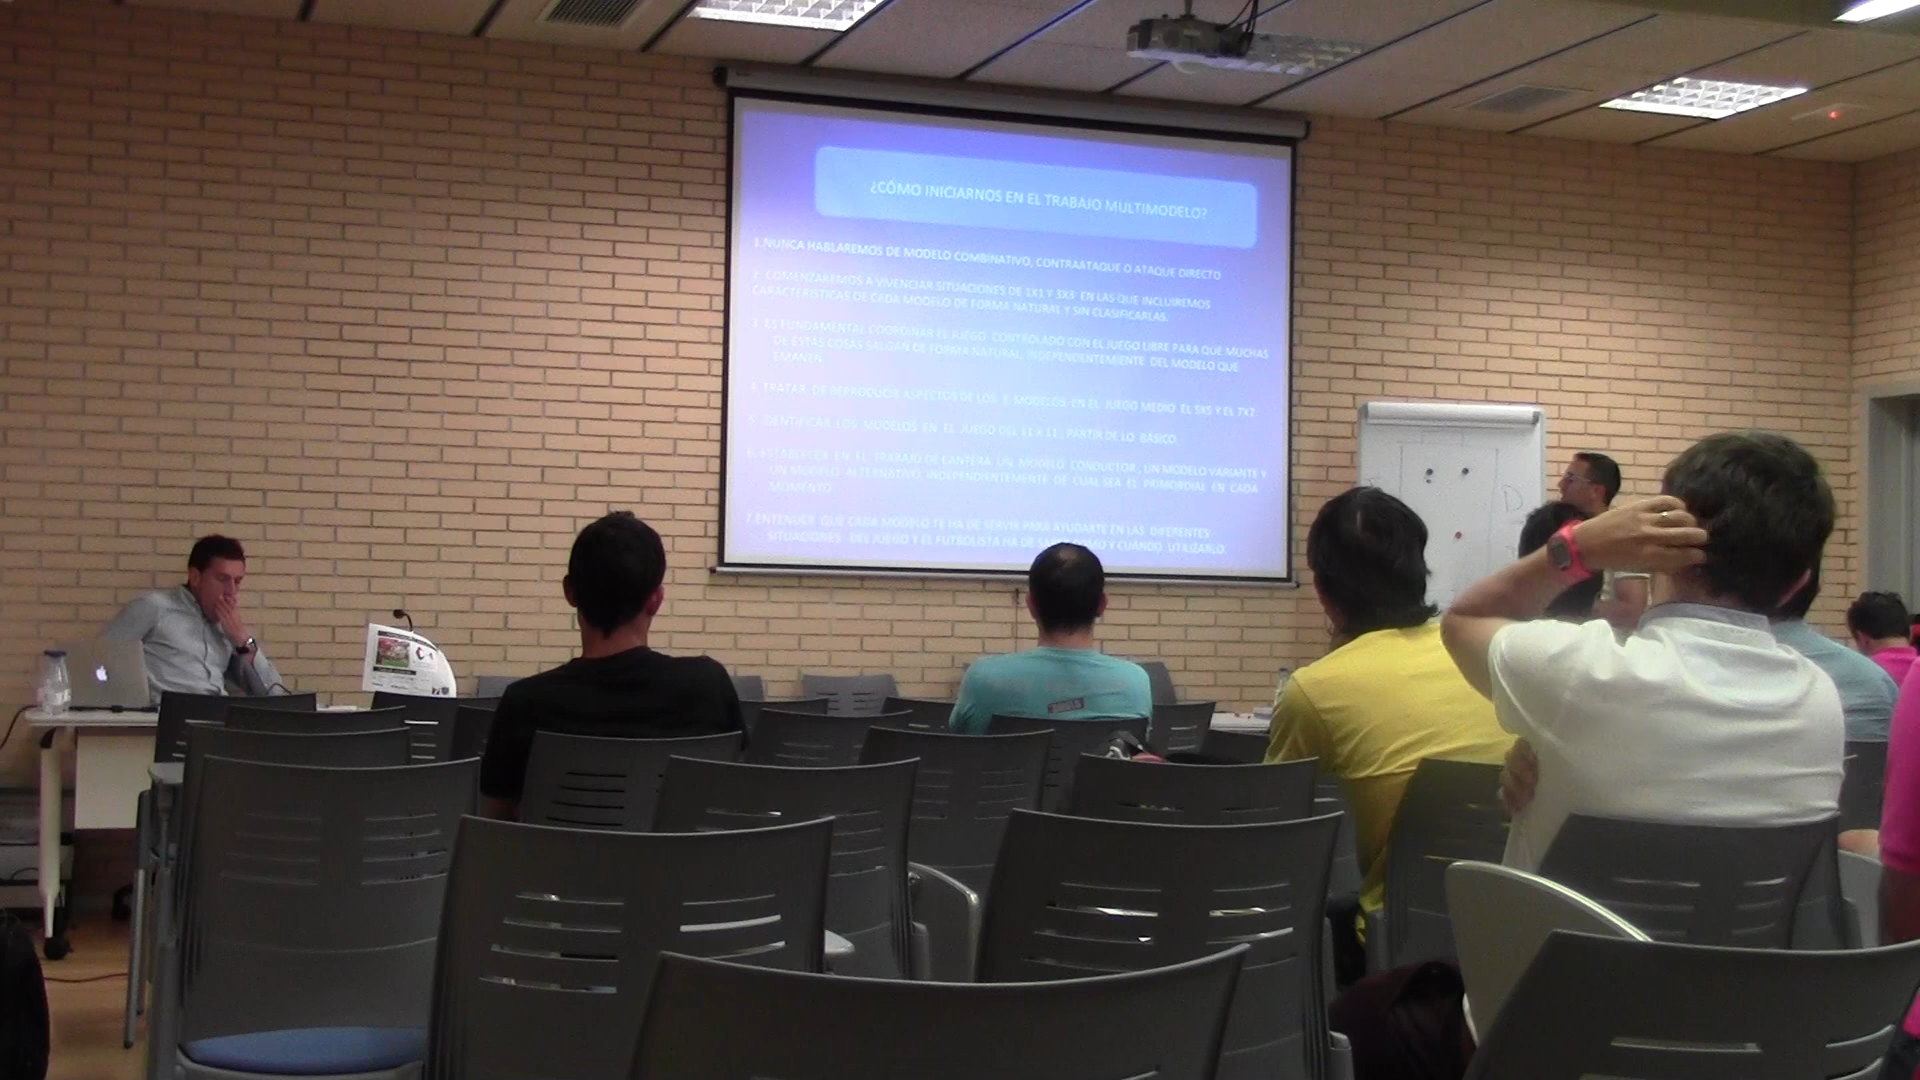 ¿CÓMO INICIARNOS EN EL TRABAJO MULTIMODELO?
1.NUNCA HABLAREMOS DE MODELO COMBINATIVO, CONTRAATAQUE O ATAQUE DIRECTO
2. COMENZAREMOS A VIVENCIAR SITUACIONES DE 1X1 Y 3X3 EN LAS QUE INCLUIREMOS
CARACTERISTICAS DE CADA MODELO DE FORMA NATURAL Y SIN CLASIFICARLAS.
3. ES FUNDAMENTAL COORDINAR EL JUEGO CONTROLADO CON EL JUEGO LIBRE PARA QUE MUCHAS
DE ESTAS COSAS SALGAN DE FORMA NATURAL, INDEPENDIENTEMENTE DEL MODELO QUE
EMANEN
4. TRATAR DE REPRODUCIR ASPECTOS DE LOS MODELOS EN EL JUEGO MEDIO EL 5X5 Y EL 7X7
5. IDENTIFICAR LOS MODELOS EN EL JUEGO DEL 11 X 11, PARTIR DE LO BASICO.
6. ESTABLECER EN EL TRABAJO DE CANTERA UN MODELO CONDUCTOR, UN MODELO VARIANTE Y
UN MODELO ALTERNATIVO, INDEPENDIENTEMENTE DE CUAL SEA EL PRIMORDIAL EN CADA
MOMENTO
7.ENTENDER QUE CADA MODELO TE HA DE SERVIR PARA AYUDARTE EN LAS DIFERENTES
SITUACIONES DEL JUEGO Y EL FUTBOLISTA HA DE COMO Y CUANDO UTILIZARLO.
D